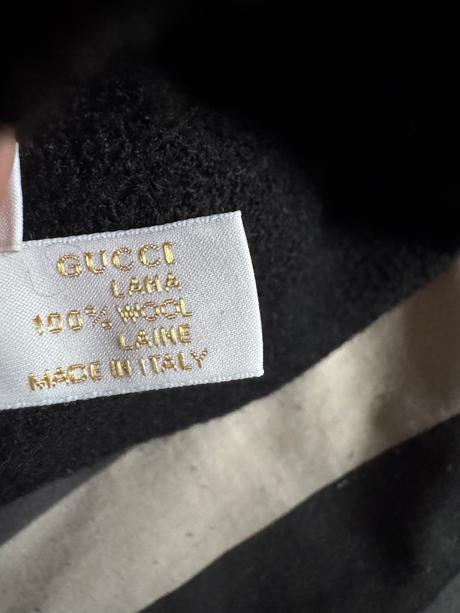 GUCCI
LANA
100% WOOL
LAINE
MADE IN ITALY